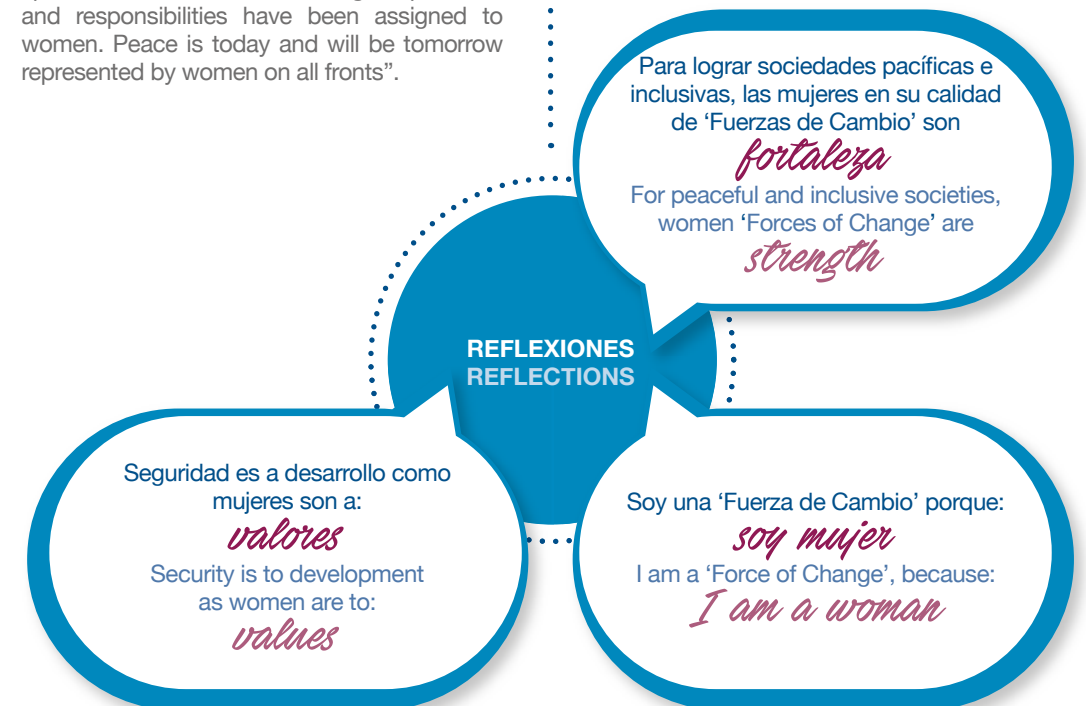 and responsibilities have been assigned to
women. Peace is today and will be tomorrow
represented by women on all fronts”.
Para lograr sociedades pacíficas e
inclusivas, las mujeres en su calidad
de ‘Fuerzas de Cambio’ son
fortaleza
For peaceful and inclusive societies,
women ‘Forces of Change’ are
strength
REFLEXIONES
REFLECTIONS
Seguridad es a desarrollo como
mujeres son a:
valores
Security is to development
as women are to:
values
Soy una ‘Fuerza de Cambio’ porque:
soy mujer
I am a ‘Force of Change’, because:
I am a woman